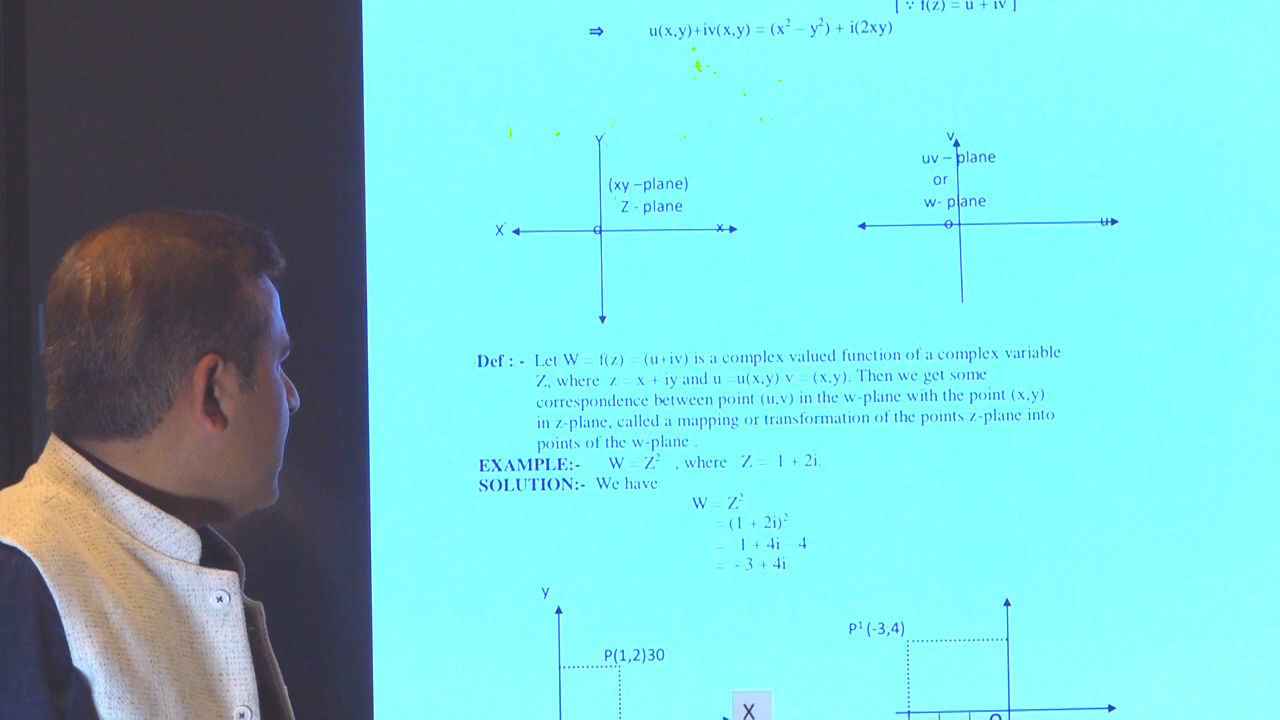 [ ∵ f(z) = u + iv ]
⇒ u(x,y)+iv(x,y) = (x² – y²) + i(2xy)
Y
(xy –plane)
Z - plane
X' O x
v
uv – plane
or
w- plane
O u
Def : - Let W = f(z) = (u+iv) is a complex valued function of a complex variable
Z, where z = x + iy and u =u(x,y) v = (x,y). Then we get some
correspondence between point (u,v) in the w-plane with the point (x,y)
in z-plane, called a mapping or transformation of the points z-plane into
points of the w-plane .
EXAMPLE:- W = Z² , where Z = 1 + 2i.
SOLUTION:- We have
W = Z²
= (1 + 2i)²
= 1 + 4i – 4
= - 3 + 4i
y
P(1,2)30
X
P¹ (-3,4)
O